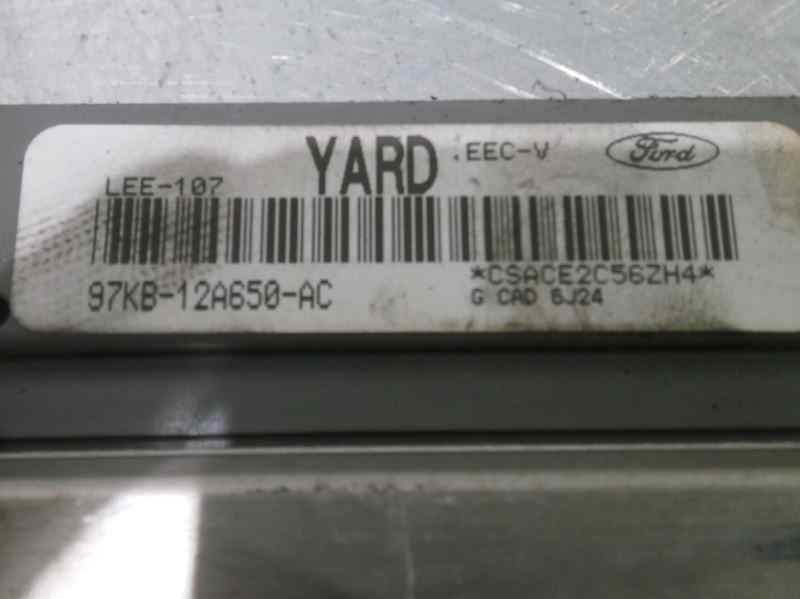 YARD .EEC-V Ford
LEE-107
97KB-12A650-AC *CSACE2C56ZH4*
G CAD 6J24